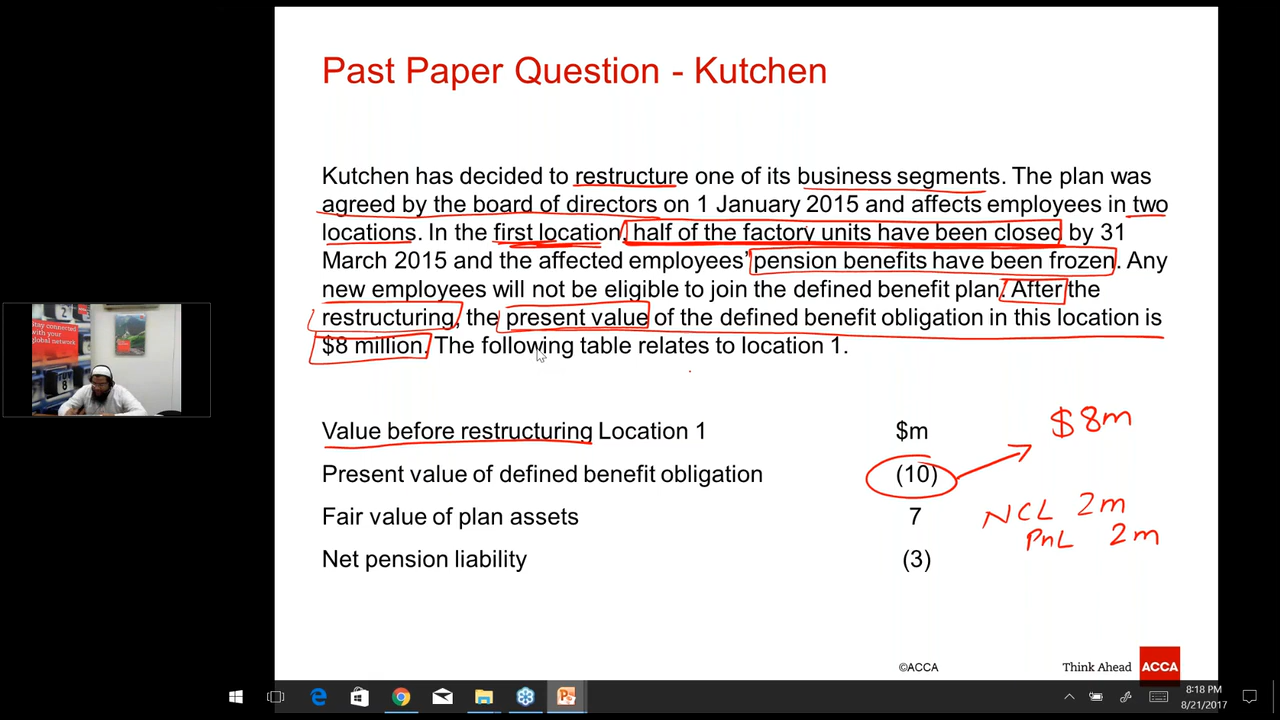 Past Paper Question - Kutchen
Kutchen has decided to restructure one of its business segments. The plan was
agreed by the board of directors on 1 January 2015 and affects employees in two
locations. In the first location, half of the factory units have been closed by 31
March 2015 and the affected employees' pension benefits have been frozen. Any
new employees will not be eligible to join the defined benefit plan. After the
restructuring, the present value of the defined benefit obligation in this location is
$8 million. The following table relates to location 1.
Value before restructuring Location 1 $m
$8m
Present value of defined benefit obligation (10)
Fair value of plan assets 7
NCL 2m
PnL 2m
Net pension liability (3)
Stay connected
with your
global network
©ACCA
Think Ahead ACCA
8:18 PM
8/21/2017